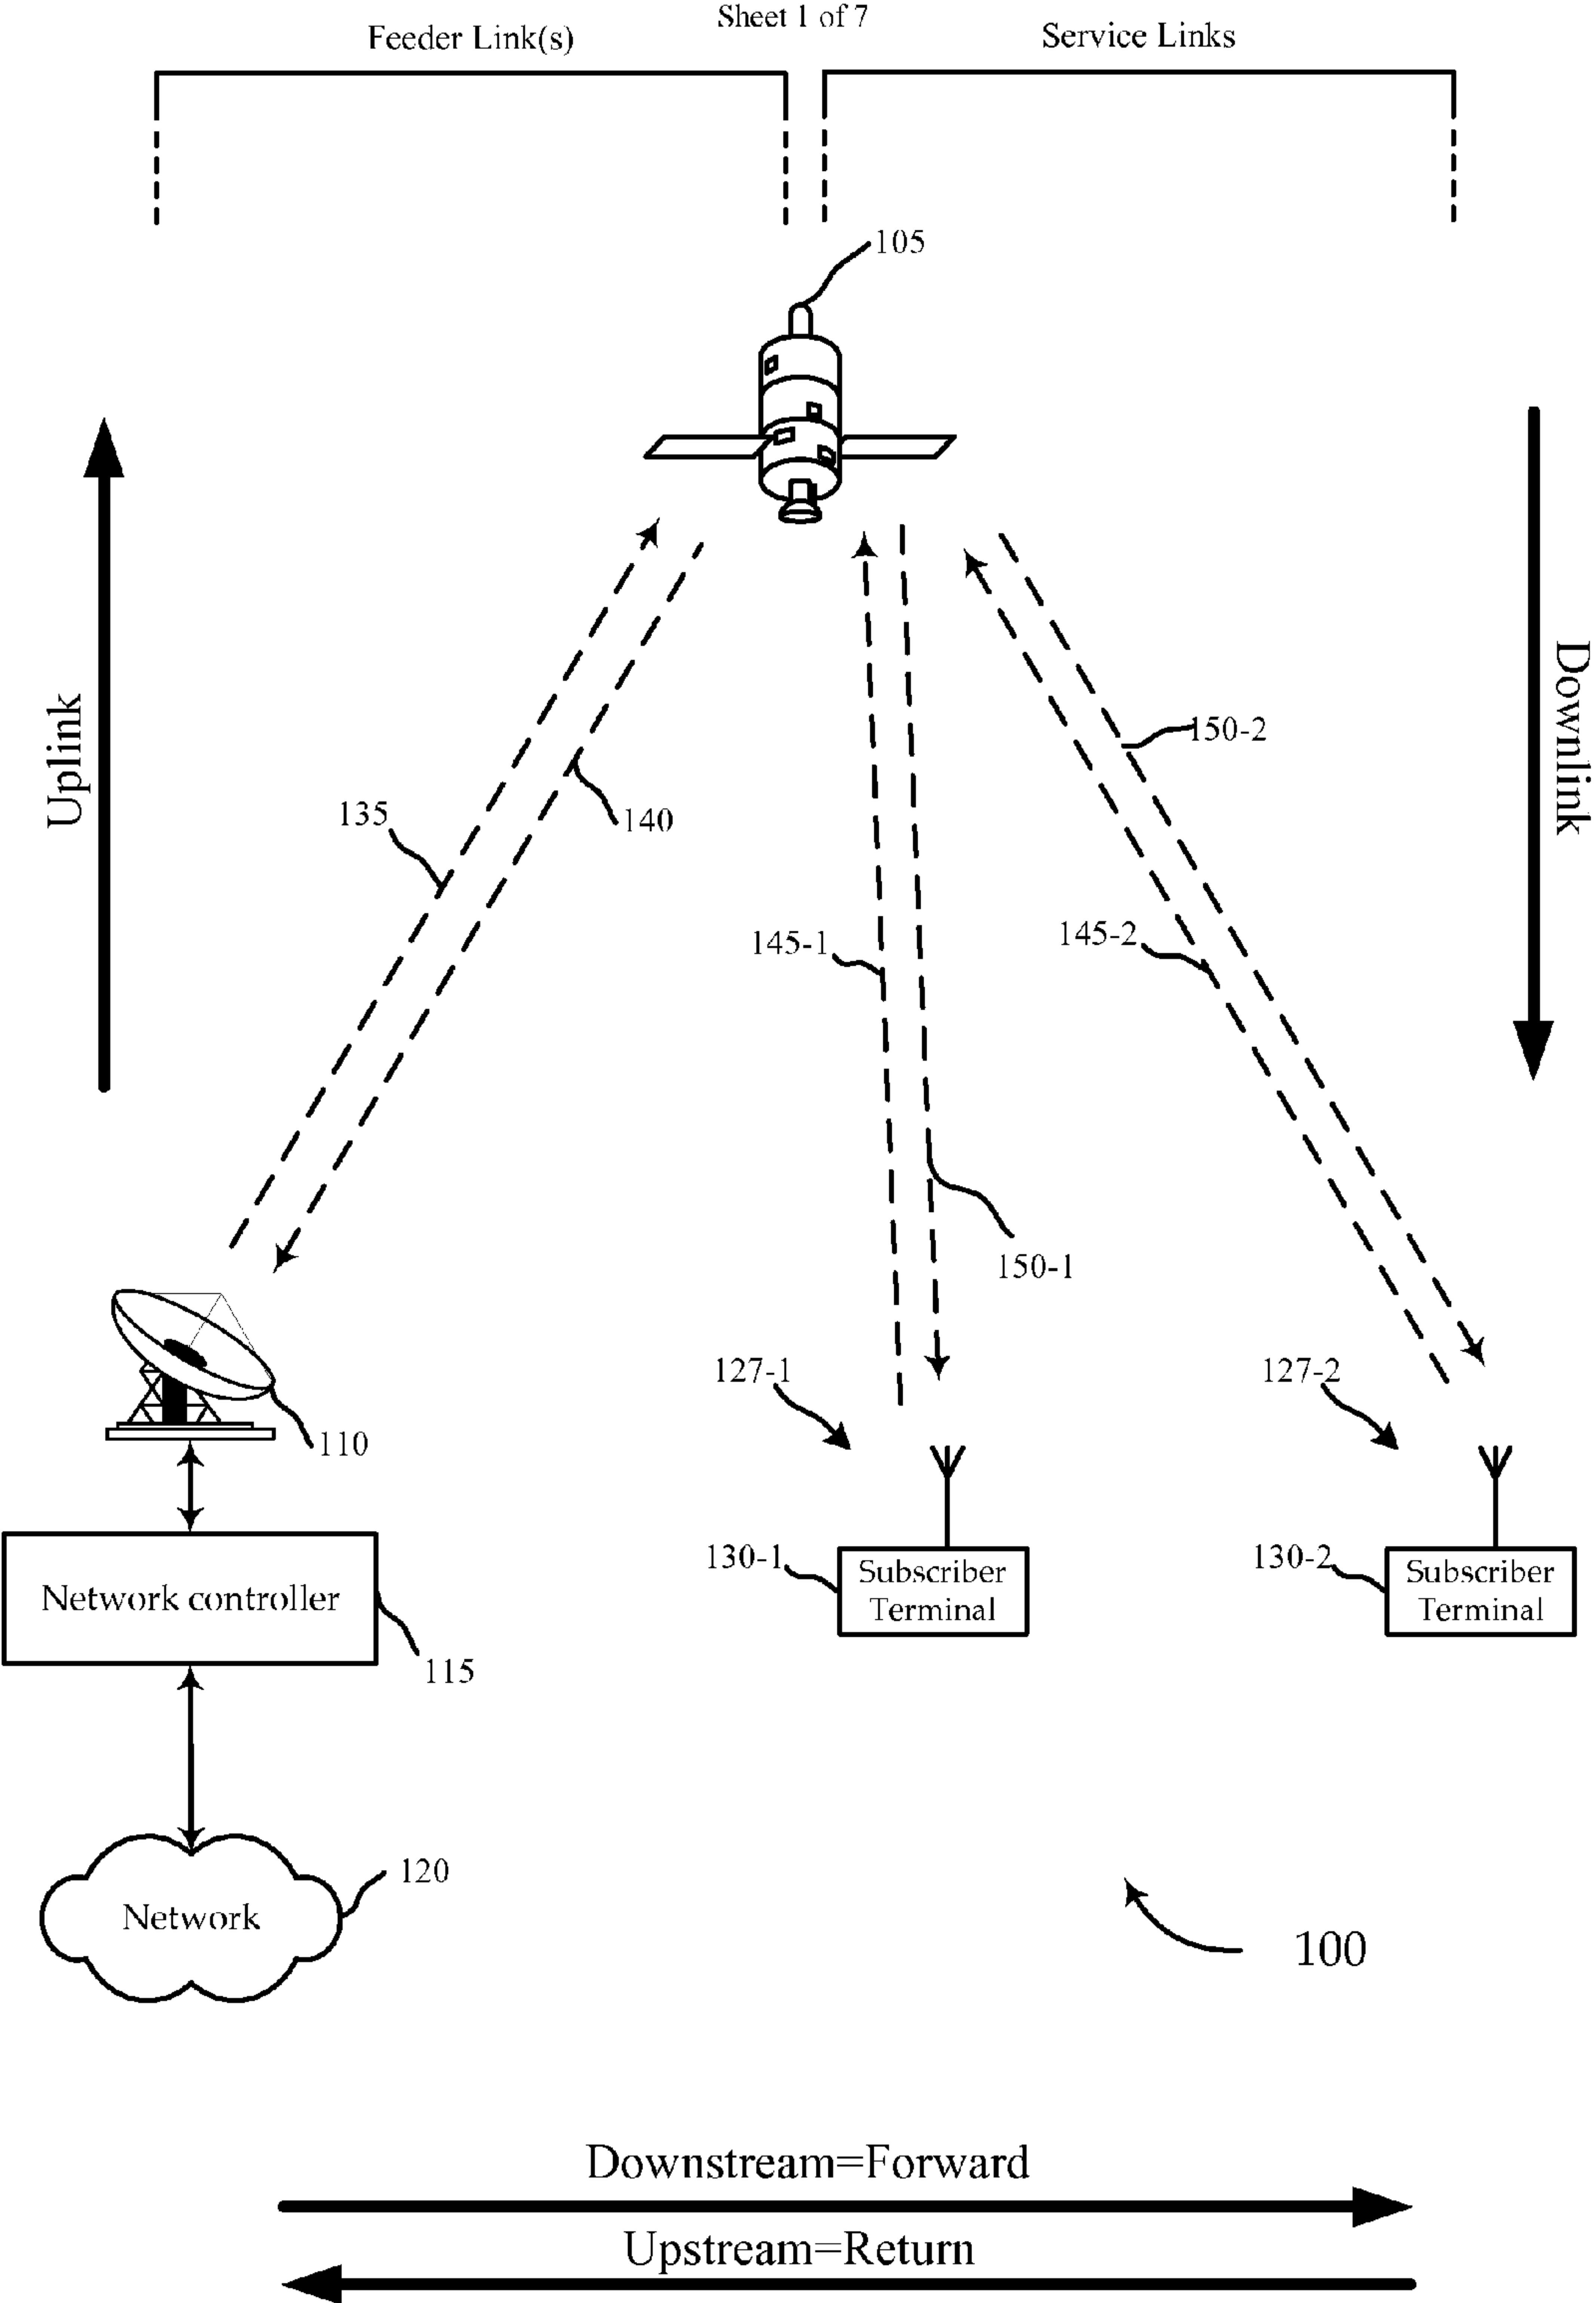 Sheet 1 of 7
Feeder Link(s)
Service Links
105
Uplink
Downlink
150-2
135
140
145-1
145-2
150-1
127-1
127-2
110
130-1
Subscriber
Terminal
130-2
Subscriber
Terminal
Network controller
115
120
Network
100
Downstream=Forward
Upstream=Return